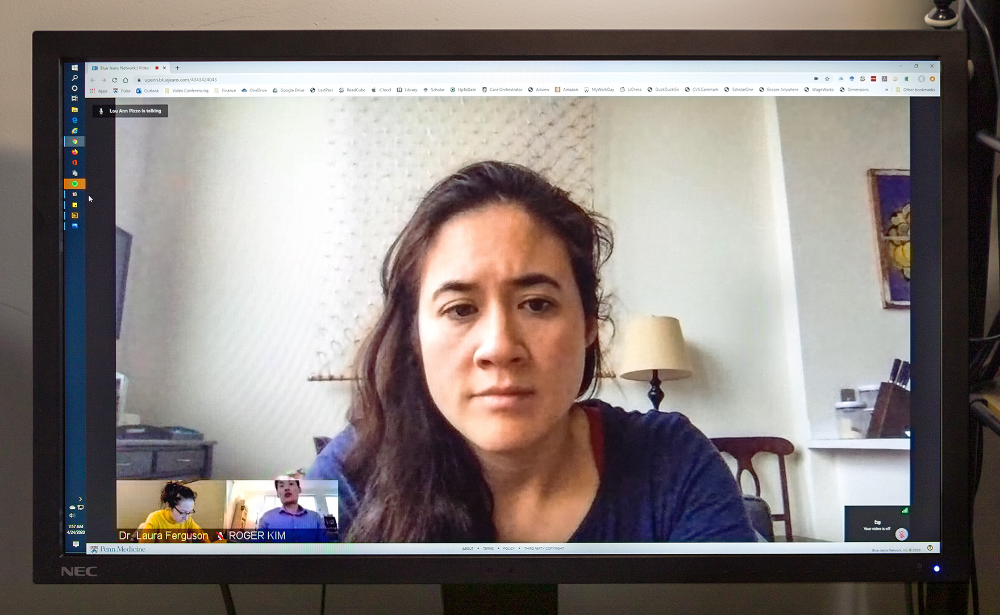 Blue Jeans Network | Video
upenn.bluejeans.com/4343424043
Apps Pulse Outlook Video Conferencing Finance OneDrive Google Drive LastPass ReadCube iCloud Library Scholar UpToDate Care Orchestrator Airview Amazon MyWorkDay LiChess DuckDuckGo CVS.Caremark ScholarOne Encore Anywhere WageWorks Dimensions » Other bookmarks
Lou Ann Pizzo is talking
Br
Your video is off
7:57 AM
4/24/2020
Dr. Laura Ferguson
ROGER KIM
Penn Medicine
ABOUT • TERMS • POLICY • THIRD PARTY COPYRIGHT
Blue Jeans Network, Inc. © 2020
NEC